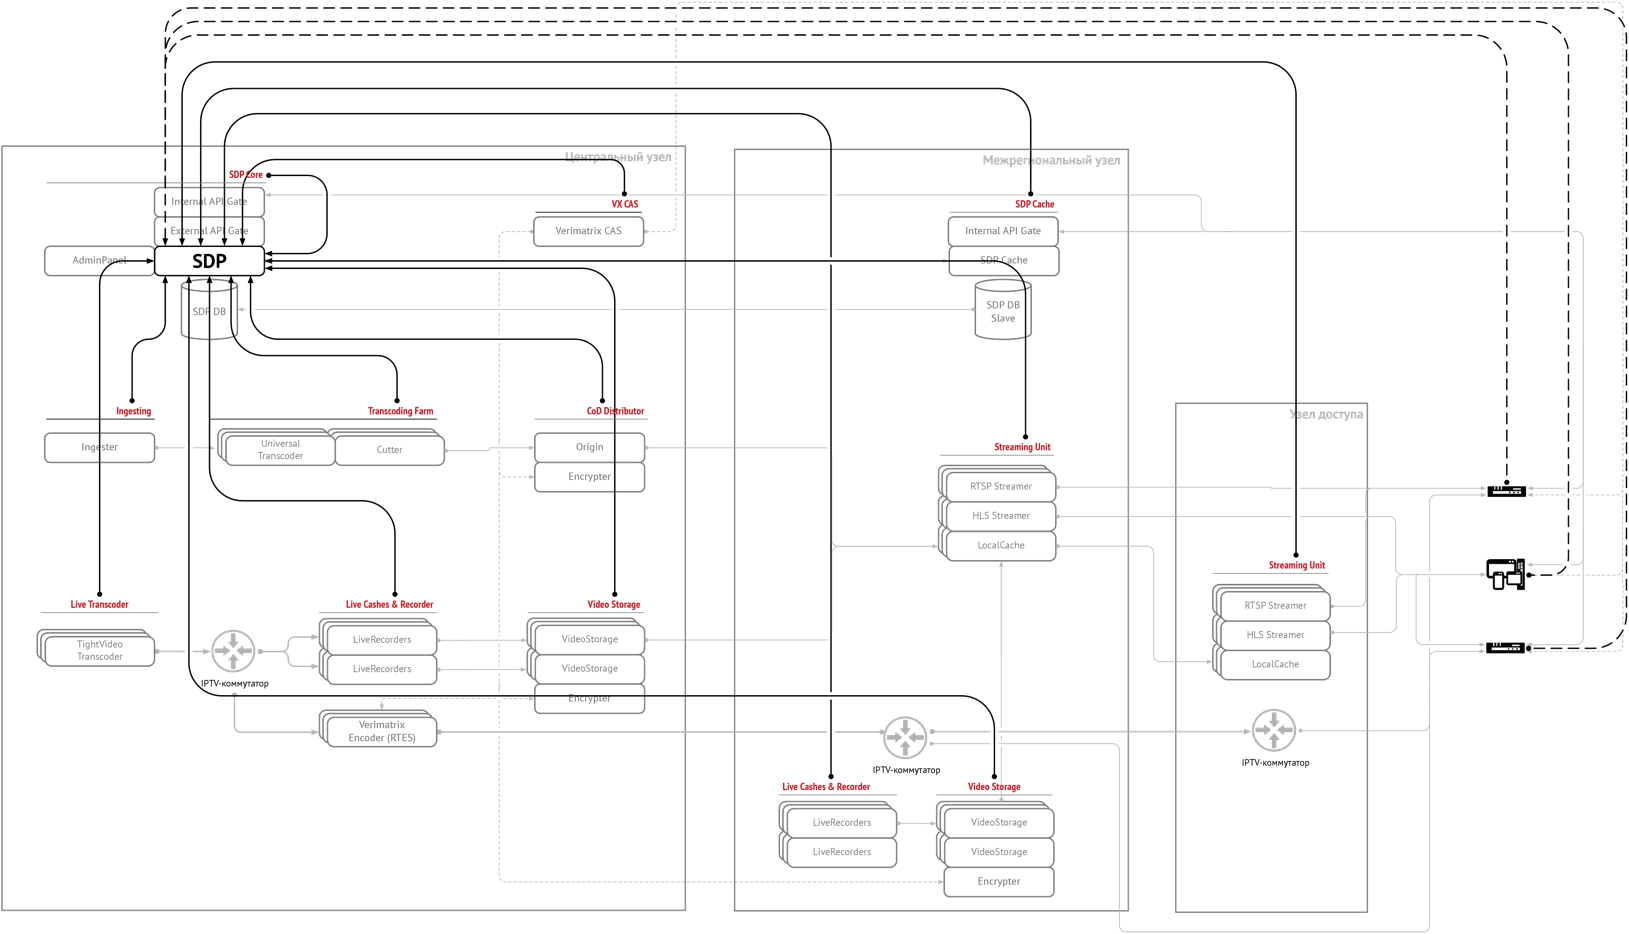 Центральный узел
SDP Core
Internal API Gate
External API Gate
AdminPanel
SDP
SDP DB
VX CAS
Verimatrix CAS
Ingesting
Ingester
Transcoding Farm
Universal
Transcoder
Cutter
CoD Distributor
Origin
Encrypter
Live Transcoder
TightVideo
Transcoder
IPTV-коммутатор
Live Cashes & Recorder
LiveRecorders
LiveRecorders
Verimatrix
Encoder (RTES)
Video Storage
VideoStorage
VideoStorage
Encrypter
Межрегиональный узел
SDP Cache
Internal API Gate
SDP Cache
SDP DB
Slave
Streaming Unit
RTSP Streamer
HLS Streamer
LocalCache
IPTV-коммутатор
Live Cashes & Recorder
LiveRecorders
LiveRecorders
Video Storage
VideoStorage
VideoStorage
Encrypter
Узел доступа
Streaming Unit
RTSP Streamer
HLS Streamer
LocalCache
IPTV-коммутатор